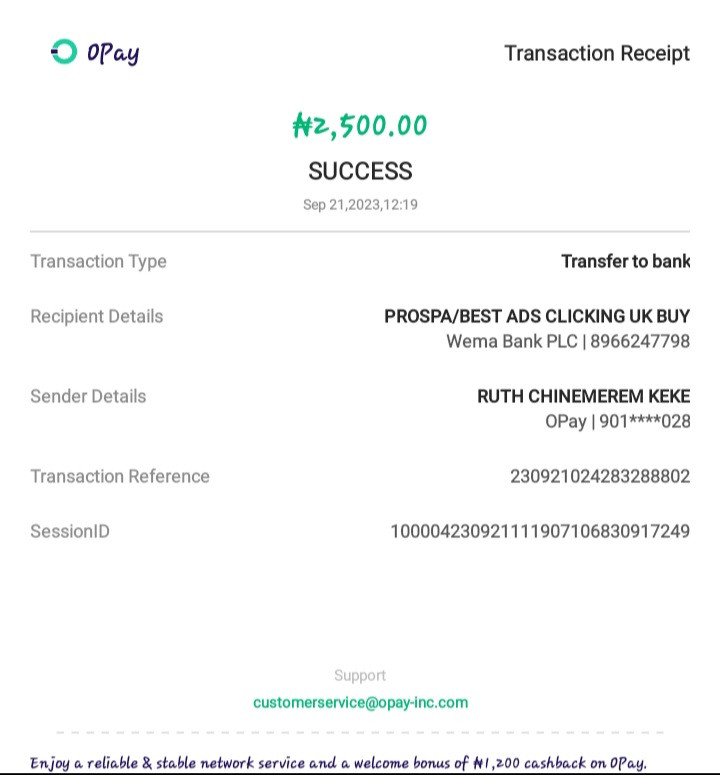 OPay
Transaction Receipt
₦2,500.00
SUCCESS
Sep 21,2023,12:19
Transaction Type
Transfer to bank
Recipient Details
PROSPA/BEST ADS CLICKING UK BUY
Wema Bank PLC | 8966247798
Sender Details
RUTH CHINEMEREM KEKE
OPay | 901****028
Transaction Reference
230921024283288802
SessionID
100004230921111907106830917249
Support
customerservice@opay-inc.com
Enjoy a reliable & stable network service and a welcome bonus of ₦1,200 cashback on OPay.